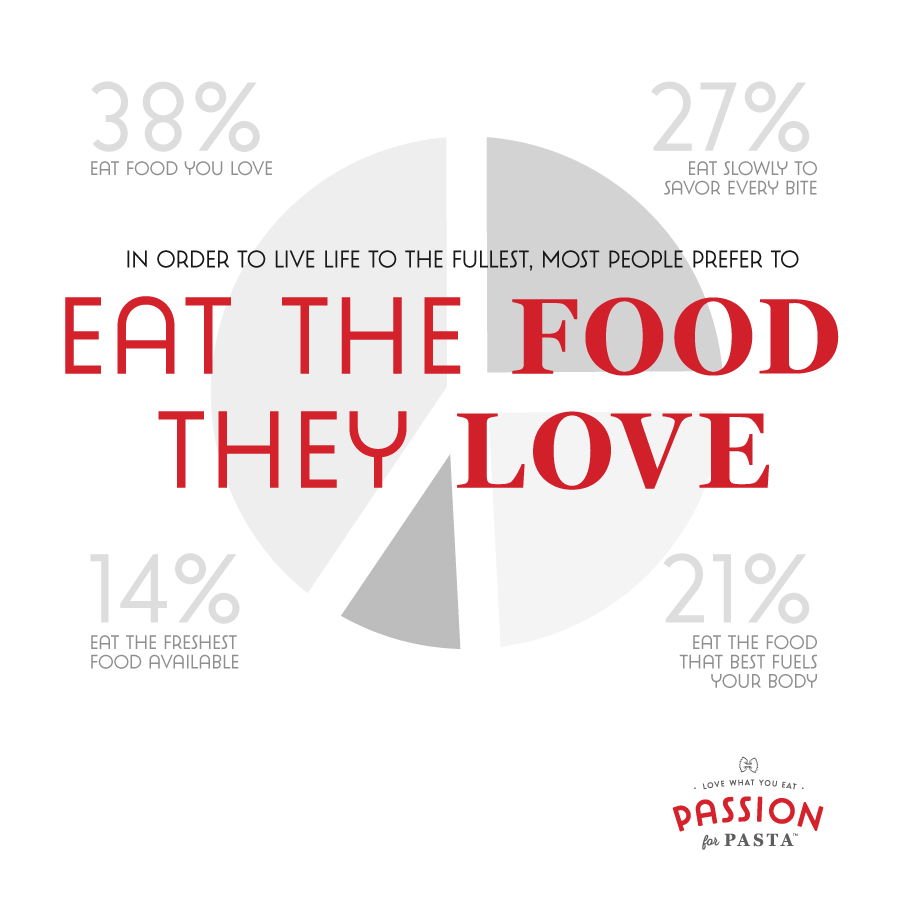 38%
EAT FOOD YOU LOVE
27%
EAT SLOWLY TO
SAVOR EVERY BITE
IN ORDER TO LIVE LIFE TO THE FULLEST, MOST PEOPLE PREFER TO
EAT THE FOOD
THEY LOVE
14%
EAT THE FRESHEST
FOOD AVAILABLE
21%
EAT THE FOOD
THAT BEST FUELS
YOUR BODY
· LOVE WHAT YOU EAT ·
PASSION
for PASTA™